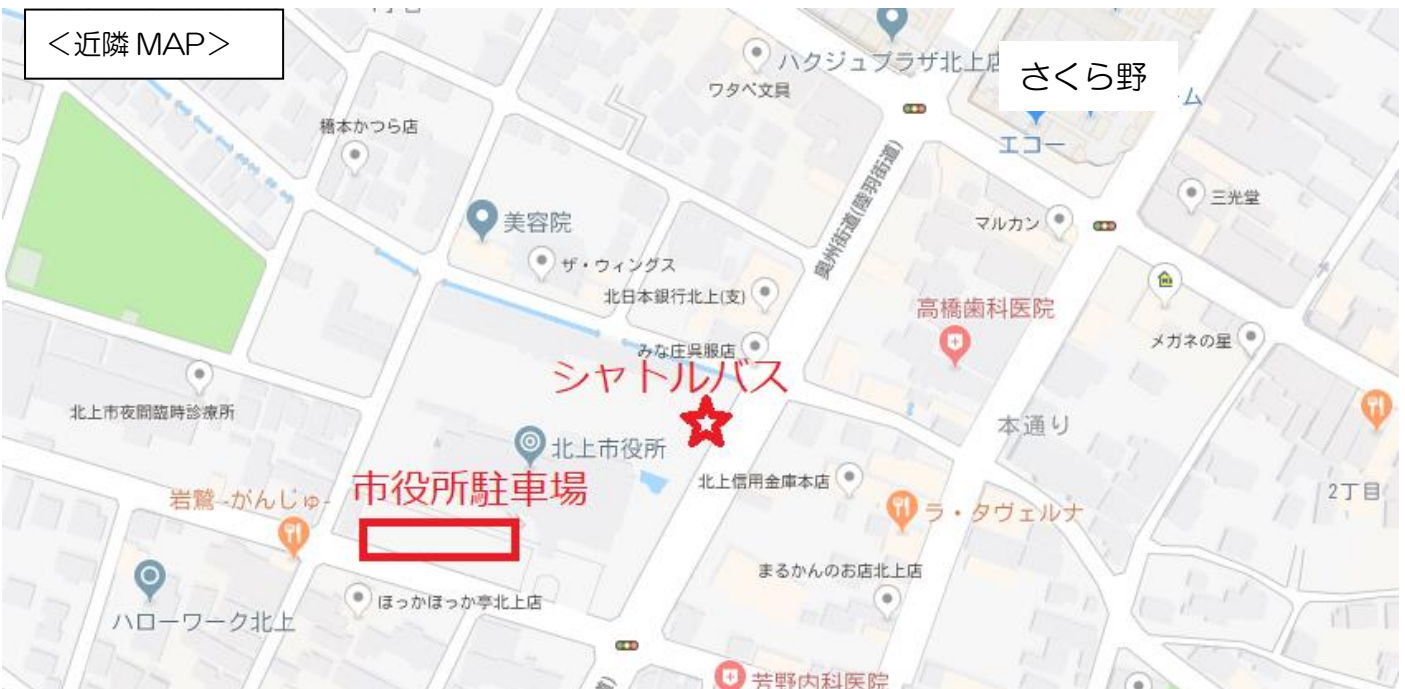 <近隣 MAP>
ハクジュプラザ北上店
さくら野
ワタベ文具
エコー
ム
橋本かつら店
三光堂
奥州街道(陸羽街道)
マルカン
美容院
ザ・ウィングス
北日本銀行北上(支)
高橋歯科医院
みな庄呉服店
メガネの星
シャトルバス
北上市夜間臨時診療所
本通り
北上市役所
北上信用金庫本店
市役所駐車場
岩鷲 -がんじゅ-
2丁目
ラ・タヴェルナ
まるかんのお店北上店
ほっかほっか亭北上店
ハローワーク北上
芳野内科医院